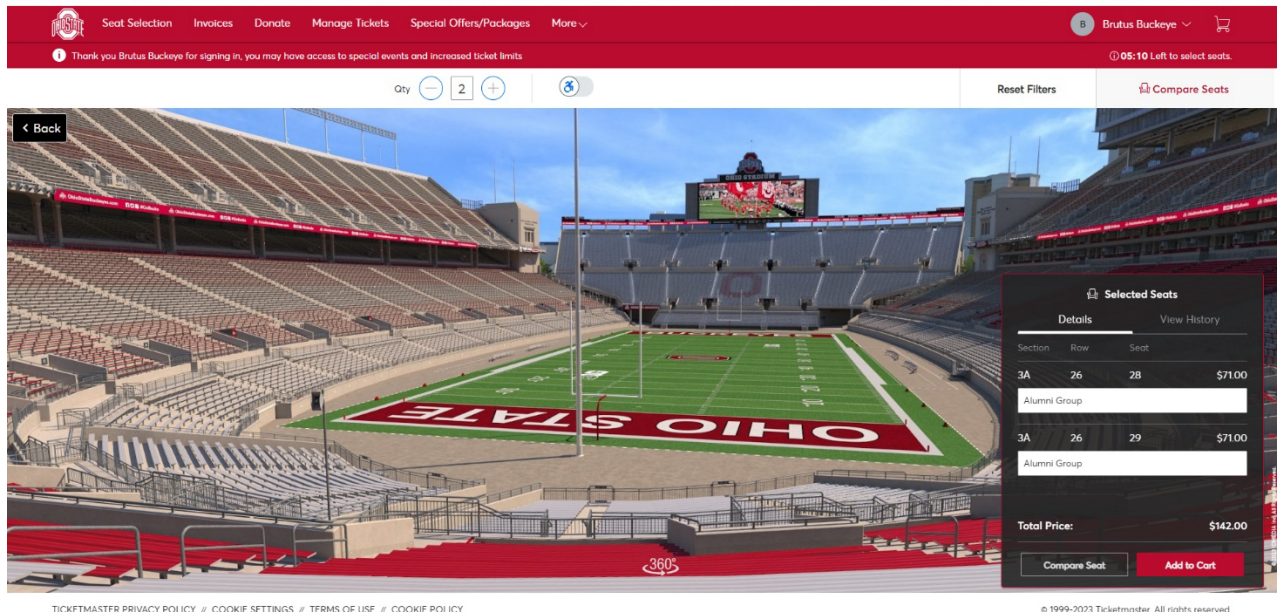 OHIO STATE
Seat Selection Invoices Donate Manage Tickets Special Offers/Packages More
B Brutus Buckeye
Thank you Brutus Buckeye for signing in, you may have access to special events and increased ticket limits
05:10 Left to select seats.
Qty 2
Reset Filters
Compare Seats
< Back
OHIO STADIUM
OHIO STATE
Selected Seats
Details View History
Section Row Seat
3A 26 28 $71.00
Alumni Group
3A 26 29 $71.00
Alumni Group
Total Price: $142.00
Compare Seat Add to Cart
360°
TICKETMASTER PRIVACY POLICY // COOKIE SETTINGS // TERMS OF USE // COOKIE POLICY
© 1999-2023 Ticketmaster. All rights reserved.